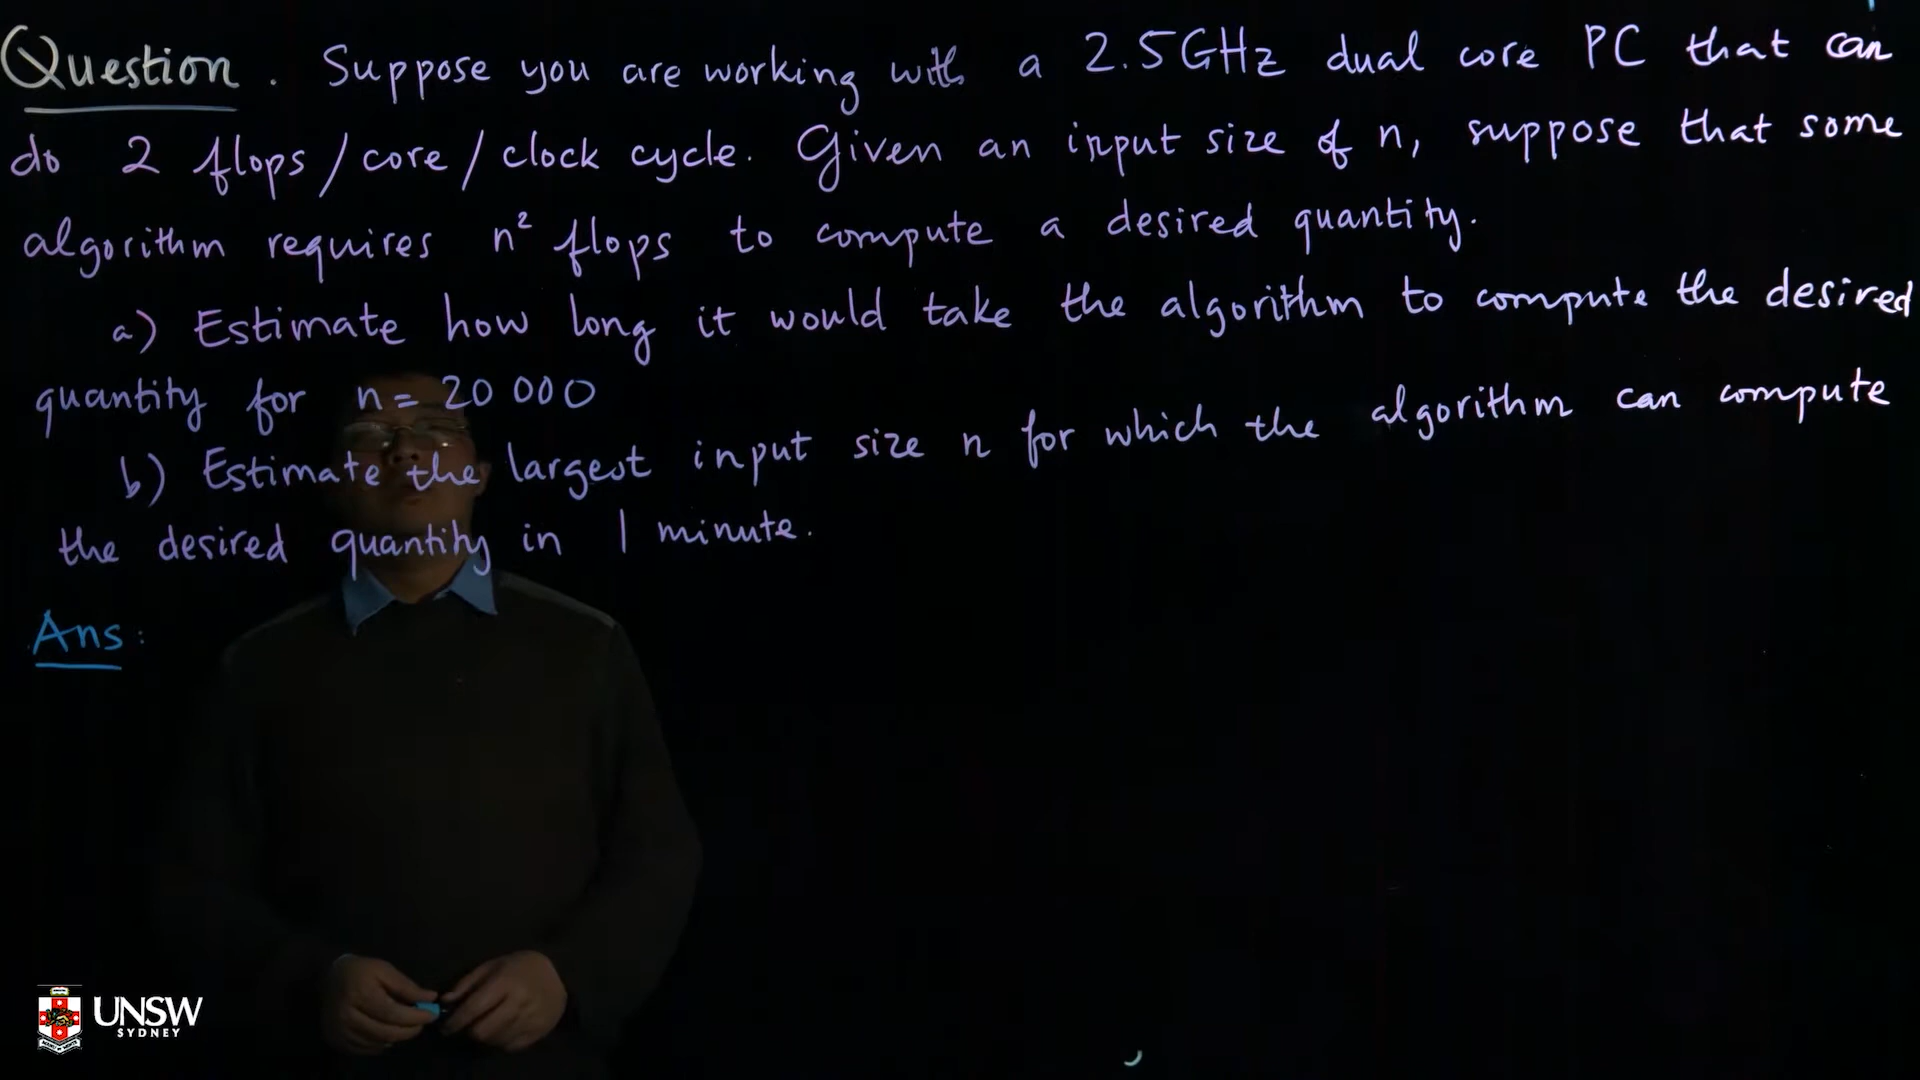 Question. Suppose you are working with a 2.5GHz dual core PC that can
do 2 flops/core/clock cycle. Given an input size of n, suppose that some
algorithm requires n² flops to compute a desired quantity.
a) Estimate how long it would take the algorithm to compute the desired
quantity for n = 20 000
b) Estimate the largest input size n for which the algorithm can compute
the desired quantity in 1 minute.
Ans:
UNSW
SYDNEY